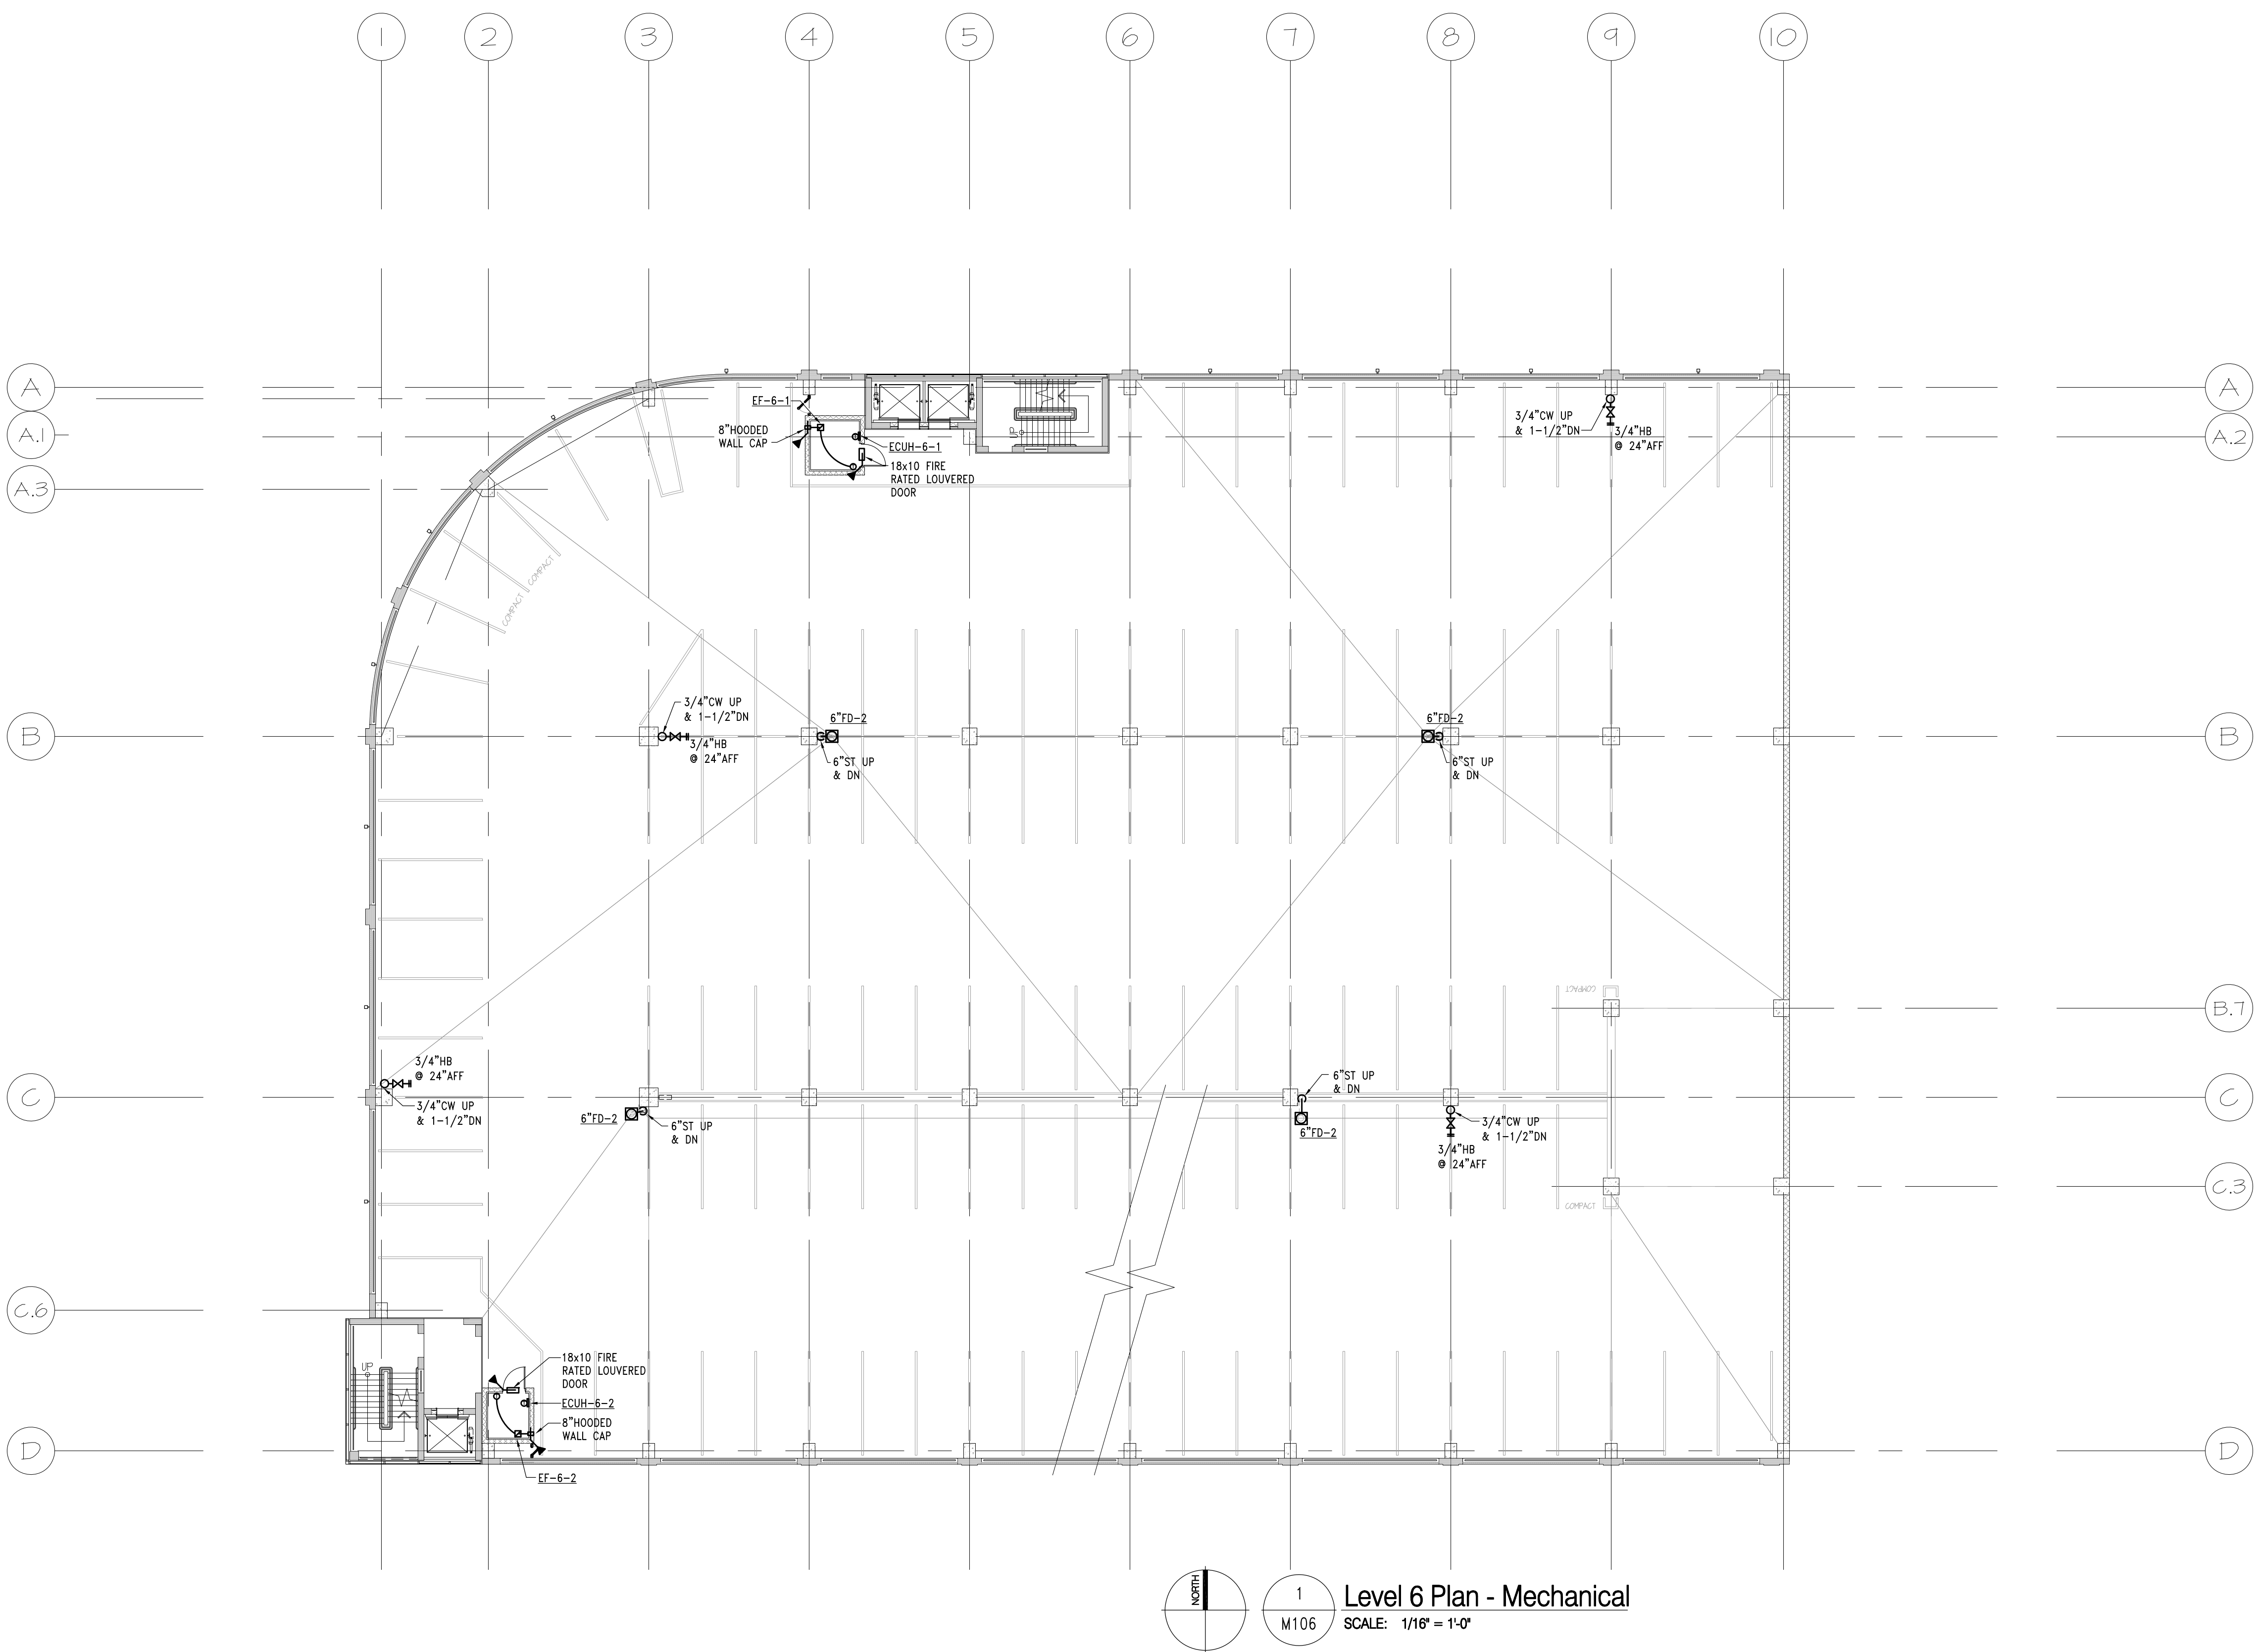 1
2
3
4
5
6
7
8
9
10
A
A
A.1
A.2
A.3
EF-6-1
8"HOODED
WALL CAP
ECUH-6-1
18x10 FIRE
RATED LOUVERED
DOOR
3/4"CW UP
& 1-1/2"DN
3/4"HB
@ 24"AFF
UP
COMPACT
COMPACT
B
B
3/4"CW UP
& 1-1/2"DN
3/4"HB
@ 24"AFF
6"FD-2
6"ST UP
& DN
6"FD-2
6"ST UP
& DN
COMPACT
B.7
C
C
3/4"HB
@ 24"AFF
3/4"CW UP
& 1-1/2"DN
6"FD-2
6"ST UP
& DN
6"ST UP
& DN
6"FD-2
3/4"CW UP
& 1-1/2"DN
3/4"HB
@ 24"AFF
COMPACT
C.3
C.6
UP
18x10 FIRE
RATED LOUVERED
DOOR
ECUH-6-2
8"HOODED
WALL CAP
EF-6-2
D
D
NORTH
1
M106
Level 6 Plan - Mechanical
SCALE: 1/16" = 1'-0"